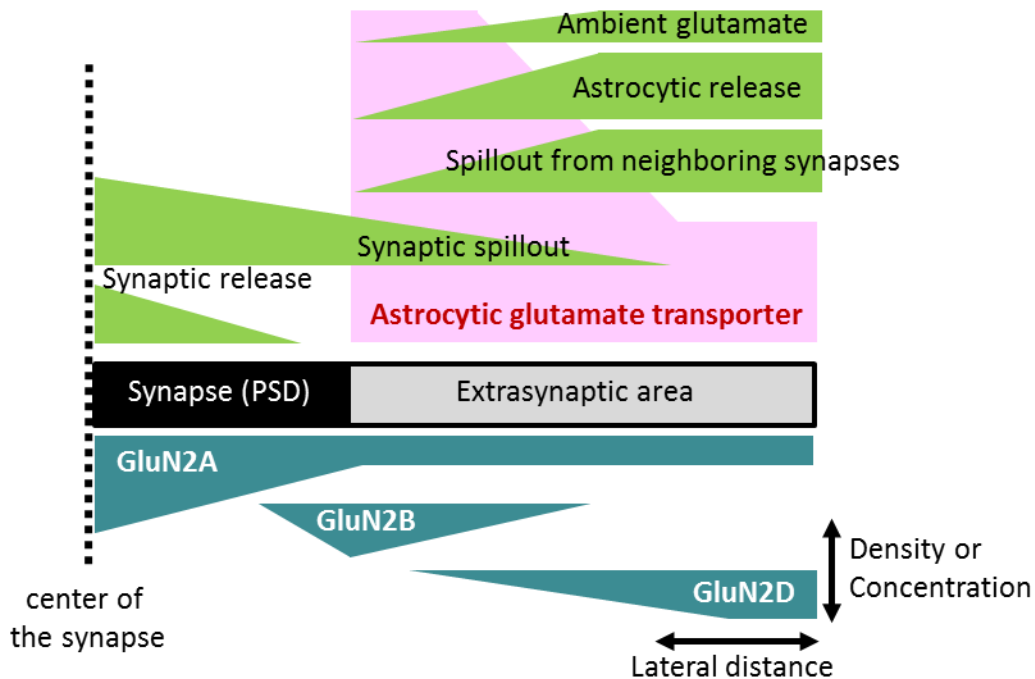 Ambient glutamate
Astrocytic release
Spillout from neighboring synapses
Synaptic spillout
Synaptic release
Astrocytic glutamate transporter
Synapse (PSD)
Extrasynaptic area
GluN2A
GluN2B
GluN2D
Density or
Concentration
center of
the synapse
Lateral distance